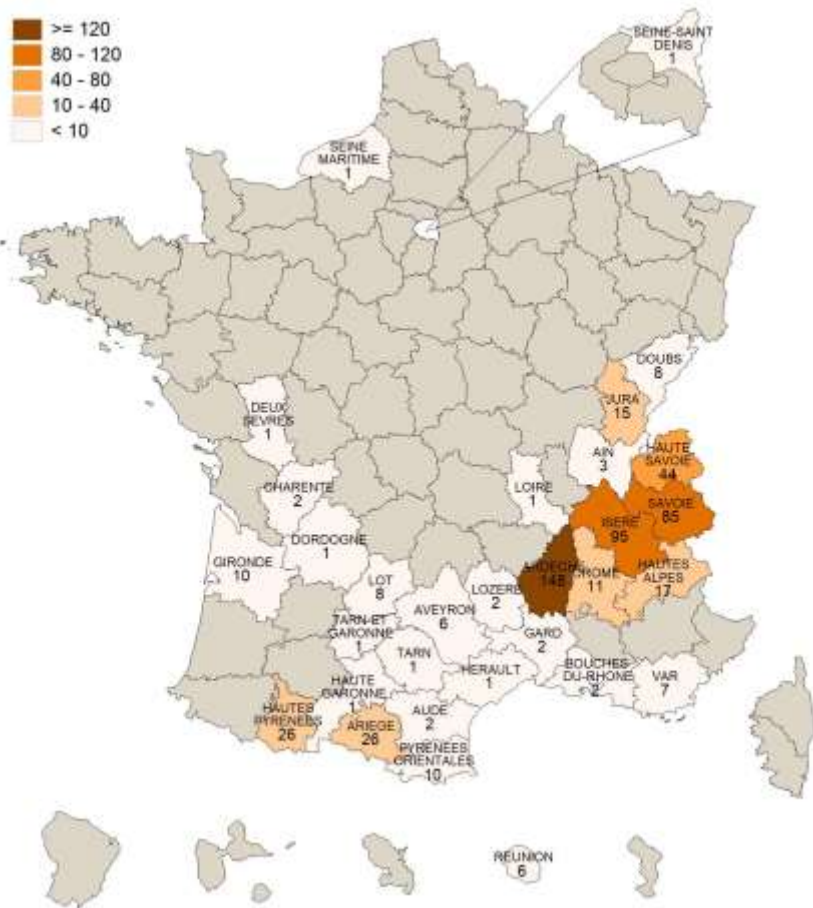 >= 120
80 - 120
40 - 80
10 - 40
< 10
SEINE-SAINT
DENIS
1
SEINE
MARITIME
1
DOUBS
8
JURA
15
DEUX
SEVRES
1
AIN
3
HAUTE
SAVOIE
44
CHARENTE
2
LOIRE
1
SAVOIE
85
ISERE
95
DORDOGNE
1
GIRONDE
10
ARDECHE
148
DROME
11
HAUTES
ALPES
17
LOT
8
LOZERE
2
AVEYRON
6
TARN ET
GARONNE
1
GARD
2
TARN
1
HERAULT
1
BOUCHES
DU-RHONE
2
VAR
7
HAUTE
GARONNE
1
AUDE
2
HAUTES
PYRENEES
26
ARIEGE
26
PYRENEES
ORIENTALES
10
REUNION
6